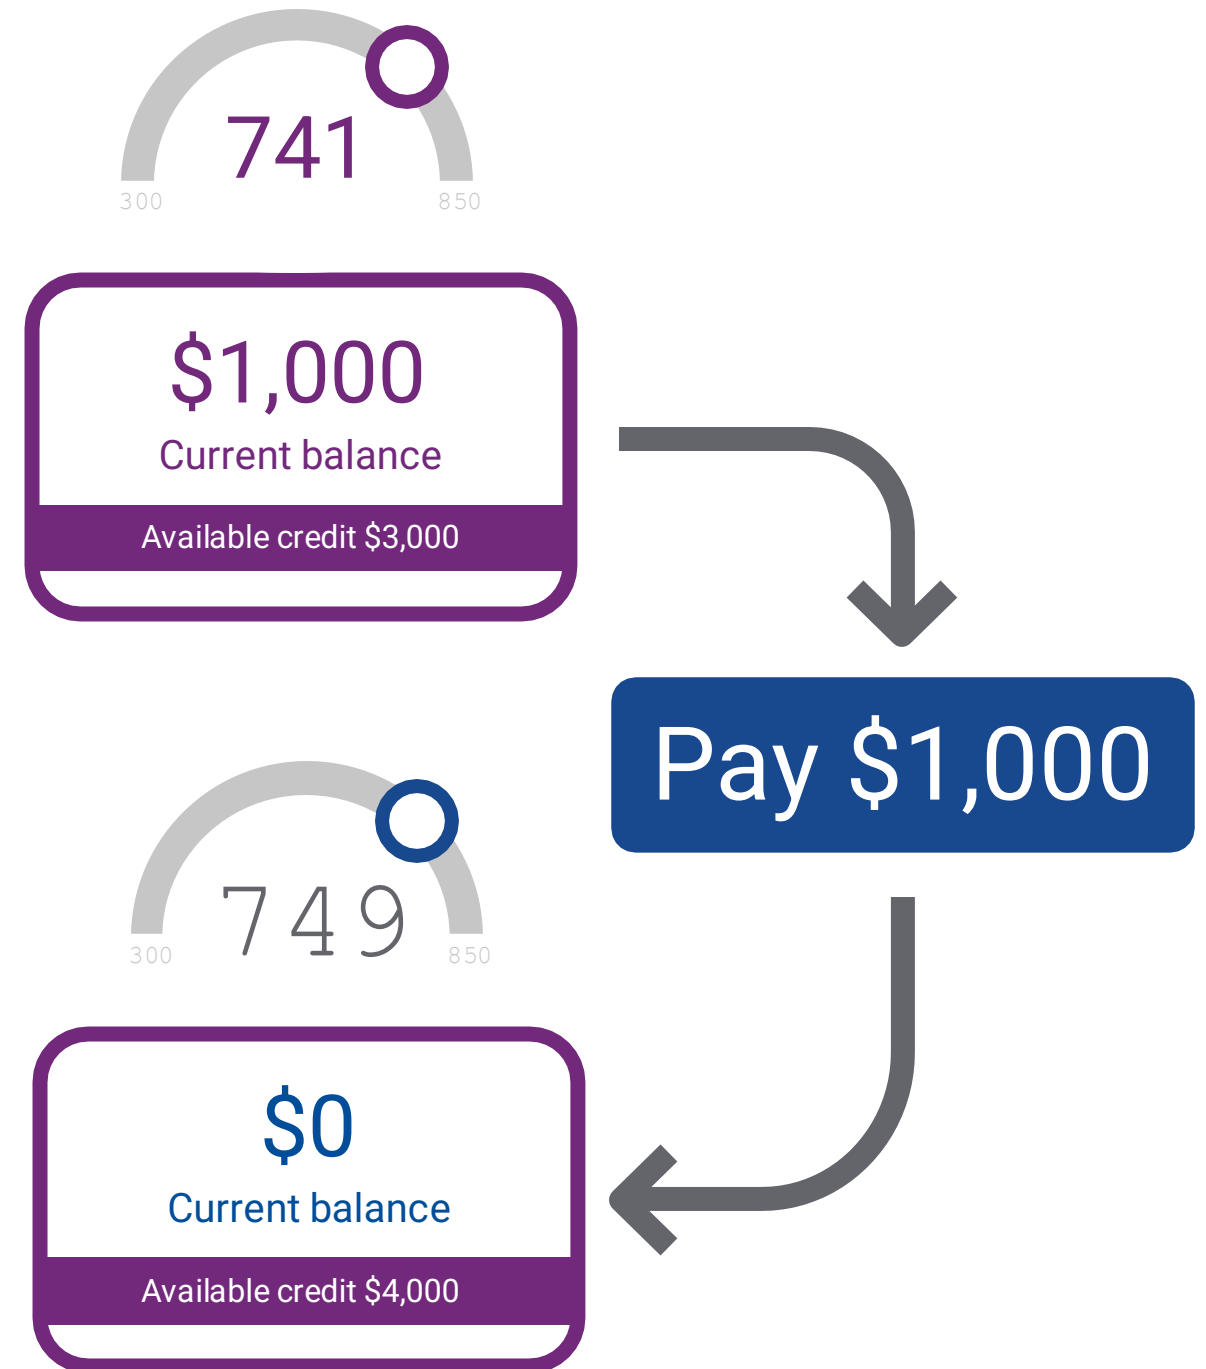 741
300 850
$1,000
Current balance
Available credit $3,000
Pay $1,000
749
300 850
$0
Current balance
Available credit $4,000